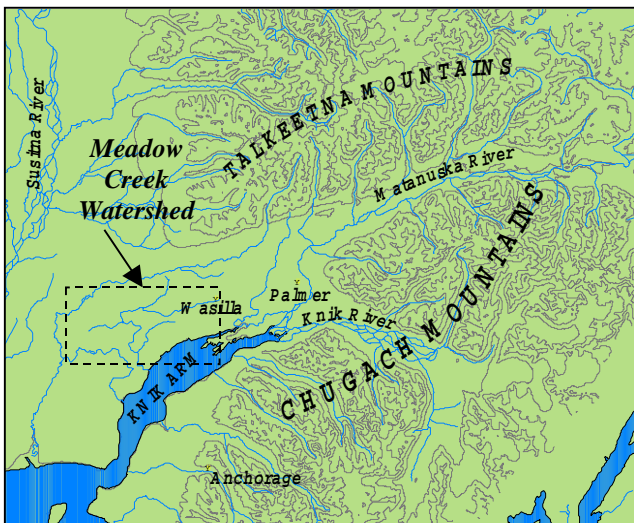 Susitna River
TALKEETNA MOUNTAINS
Meadow
Creek
Watershed
Matanuska River
CHUGACH MOUNTAINS
Wasilla
Palmer
Knik River
KNIK ARM
Anchorage